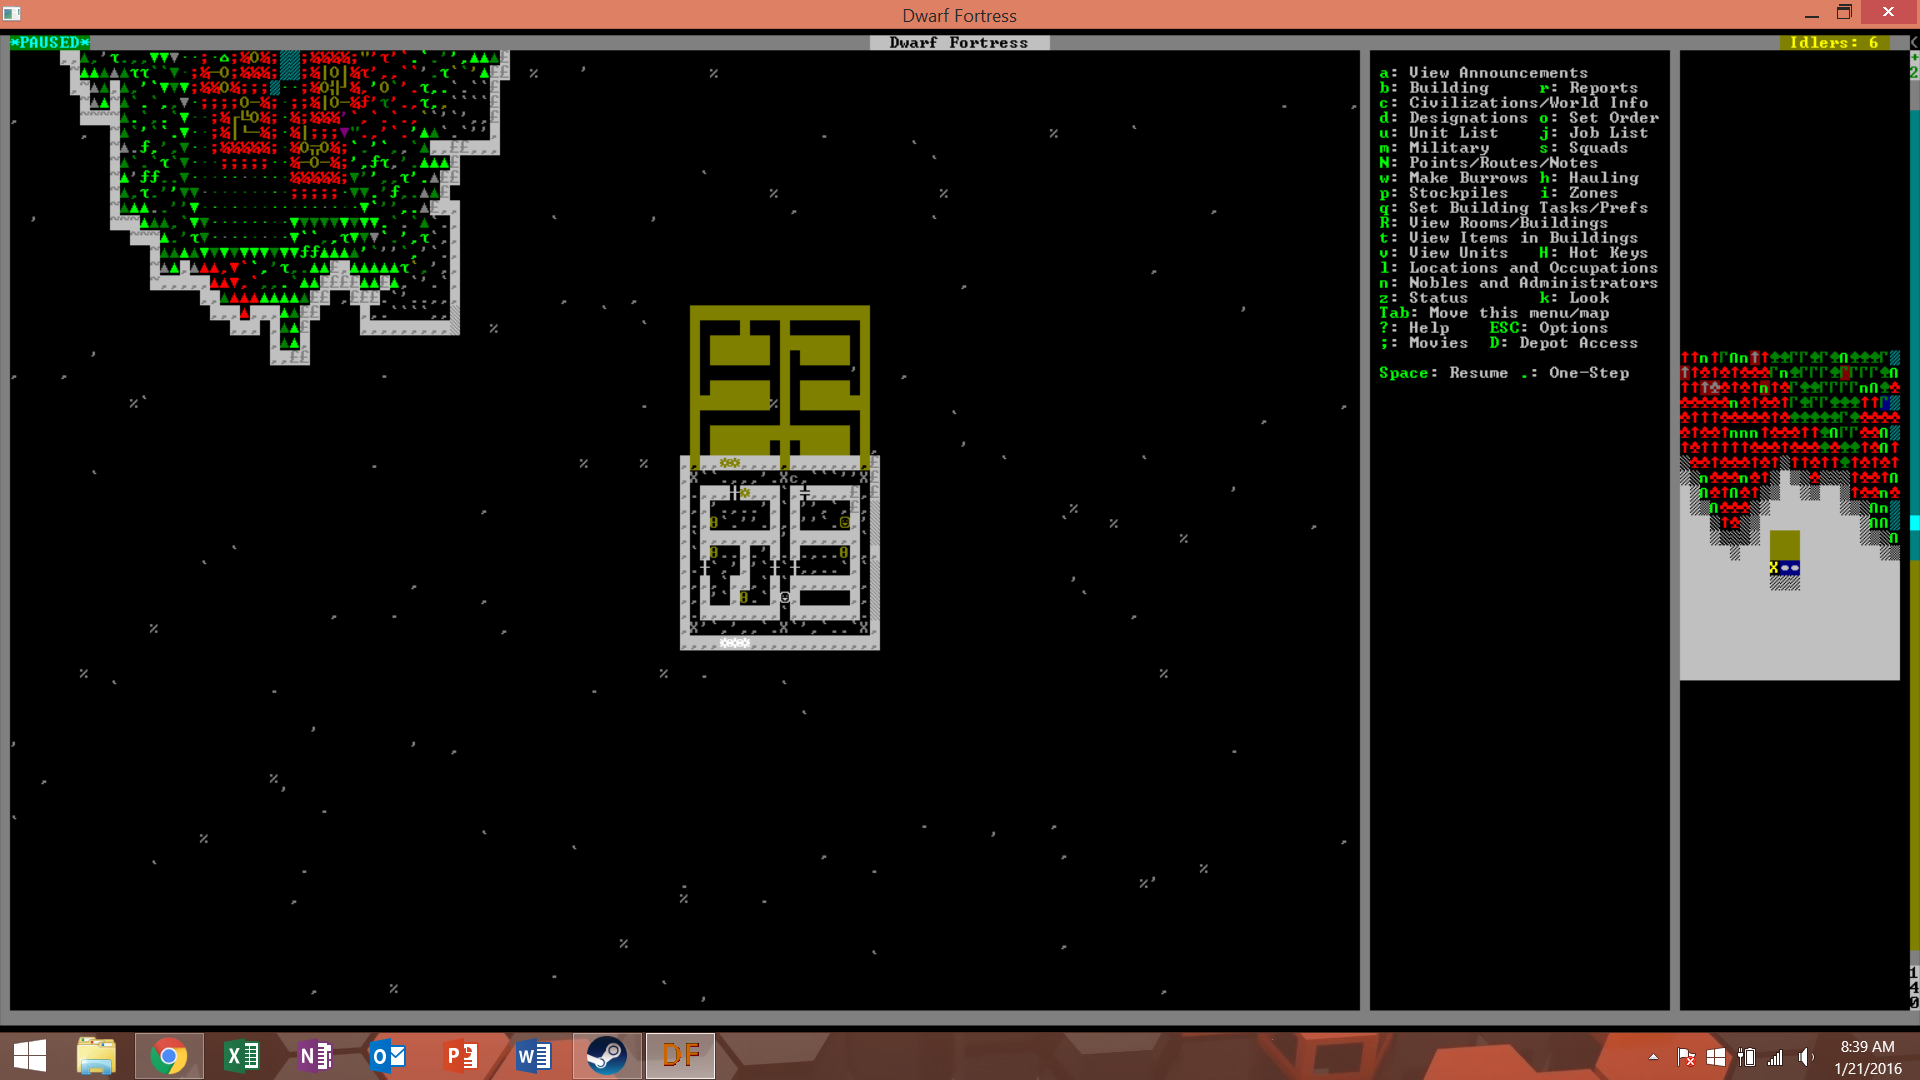 Dwarf Fortress
*PAUSED*
Dwarf Fortress
Idlers: 6
a: View Announcements
b: Building r: Reports
c: Civilizations/World Info
d: Designations o: Set Order
u: Unit List j: Job List
m: Military s: Squads
N: Points/Routes/Notes
w: Make Burrows h: Hauling
p: Stockpiles i: Zones
q: Set Building Tasks/Prefs
R: View Rooms/Buildings
t: View Items in Buildings
v: View Units H: Hot Keys
l: Locations and Occupations
n: Nobles and Administrators
z: Status k: Look
Tab: Move this menu/map
?: Help ESC: Options
;: Movies D: Depot Access
Space: Resume .: One-Step
DF
8:39 AM
1/21/2016